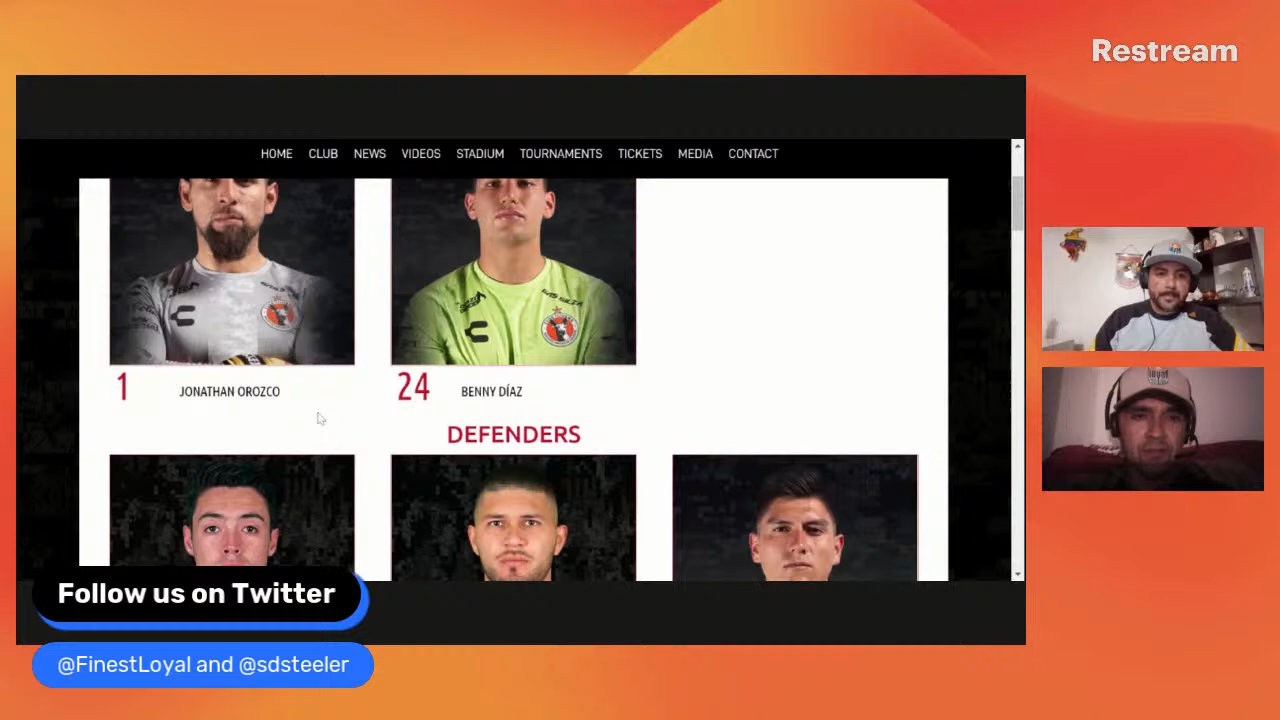 Restream
HOME CLUB NEWS VIDEOS STADIUM TOURNAMENTS TICKETS MEDIA CONTACT
1 JONATHAN OROZCO
24 BENNY DÍAZ
DEFENDERS
Follow us on Twitter
@FinestLoyal and @sdsteeler